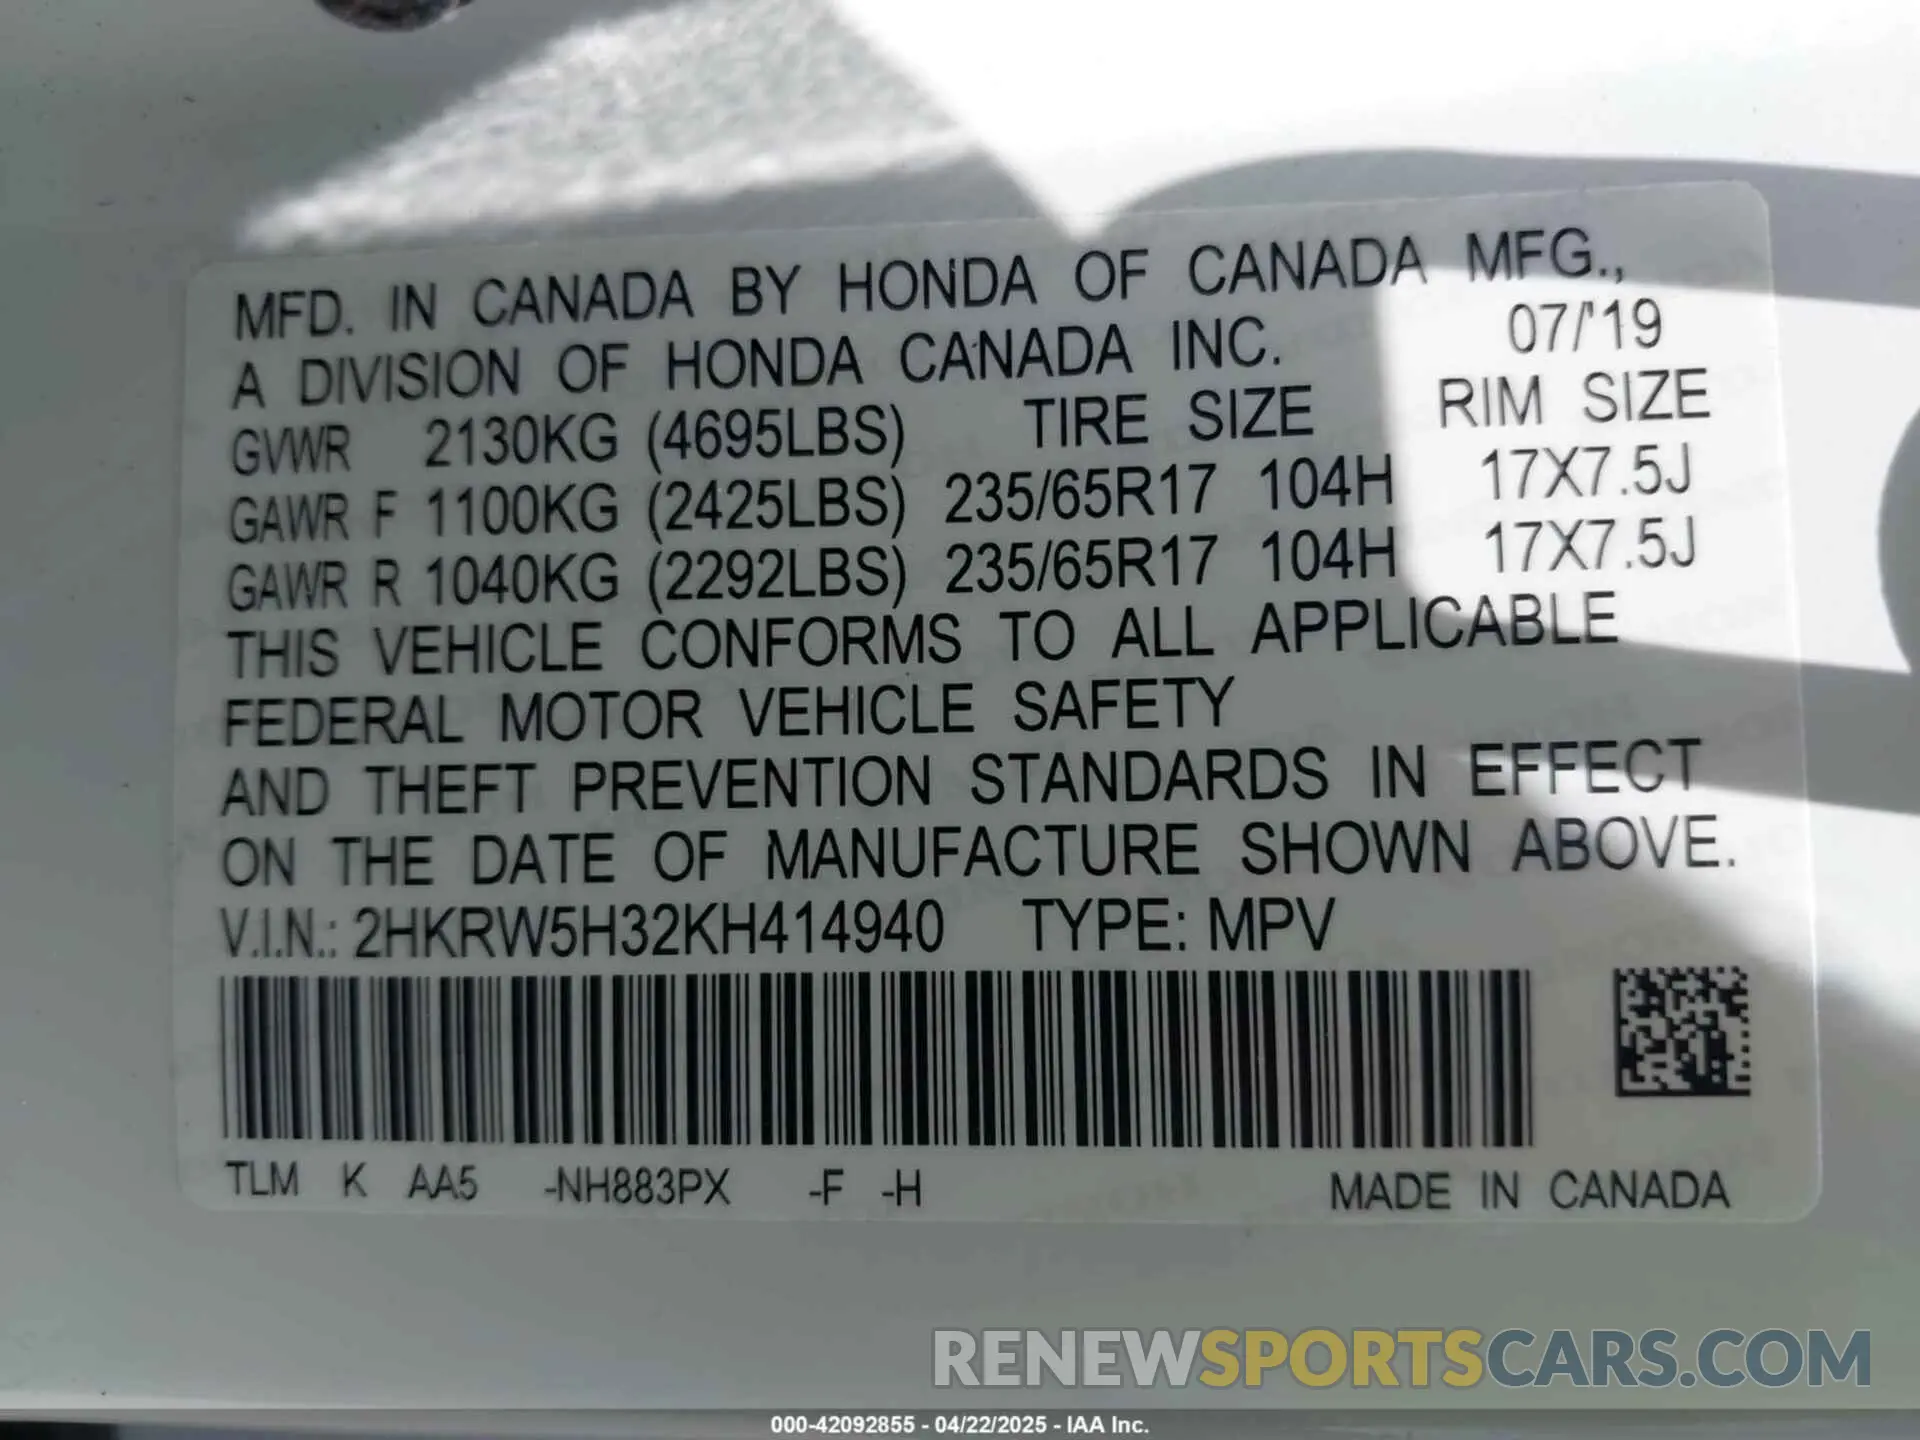 MFD. IN CANADA BY HONDA OF CANADA MFG.,
A DIVISION OF HONDA CANADA INC. 07/'19
GVWR 2130KG (4695LBS) TIRE SIZE RIM SIZE
GAWR F 1100KG (2425LBS) 235/65R17 104H 17X7.5J
GAWR R 1040KG (2292LBS) 235/65R17 104H 17X7.5J
THIS VEHICLE CONFORMS TO ALL APPLICABLE
FEDERAL MOTOR VEHICLE SAFETY
AND THEFT PREVENTION STANDARDS IN EFFECT
ON THE DATE OF MANUFACTURE SHOWN ABOVE.
V.I.N.: 2HKRW5H32KH414940 TYPE: MPV
TLM K AA5 -NH883PX -F -H MADE IN CANADA
RENEWSPORTSCARS.COM
000-42092855 - 04/22/2025 - IAA Inc.